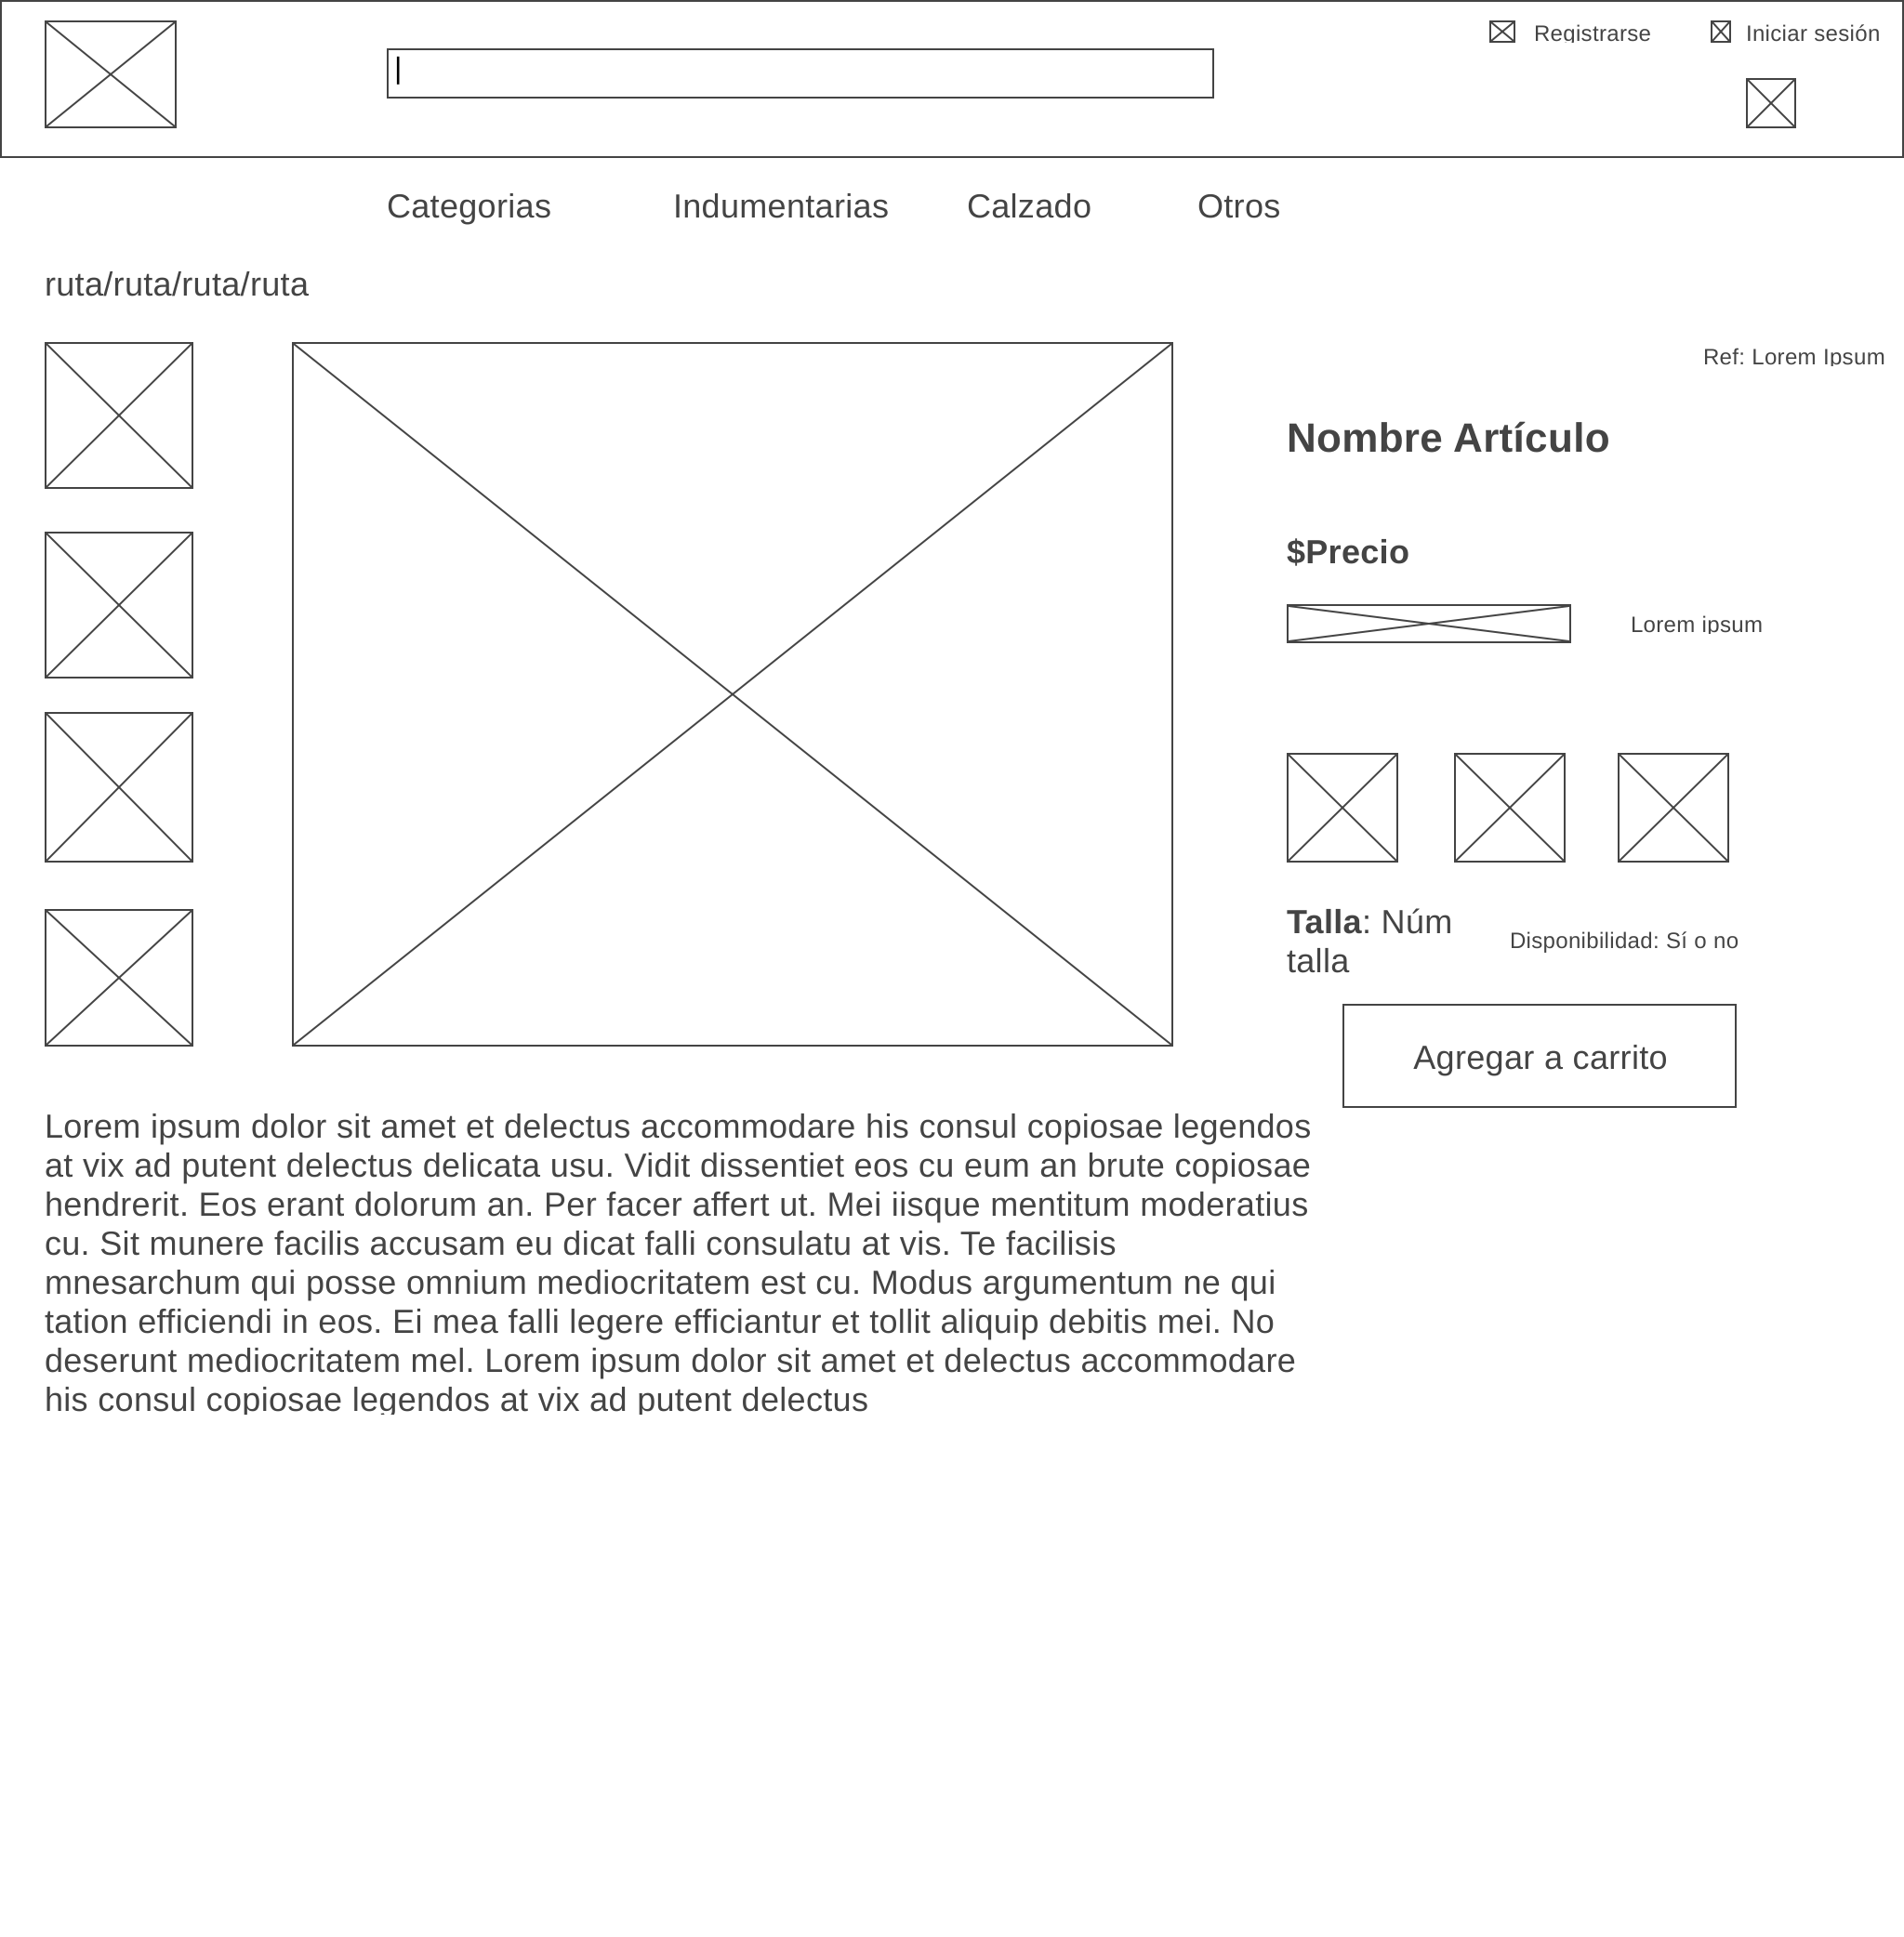 Registrarse
Iniciar sesión
Categorias
Indumentarias
Calzado
Otros
ruta/ruta/ruta/ruta
Ref: Lorem Ipsum
Nombre Artículo
$Precio
Lorem ipsum
Talla: Núm
talla
Disponibilidad: Sí o no
Agregar a carrito
Lorem ipsum dolor sit amet et delectus accommodare his consul copiosae legendos
at vix ad putent delectus delicata usu. Vidit dissentiet eos cu eum an brute copiosae
hendrerit. Eos erant dolorum an. Per facer affert ut. Mei iisque mentitum moderatius
cu. Sit munere facilis accusam eu dicat falli consulatu at vis. Te facilisis
mnesarchum qui posse omnium mediocritatem est cu. Modus argumentum ne qui
tation efficiendi in eos. Ei mea falli legere efficiantur et tollit aliquip debitis mei. No
deserunt mediocritatem mel. Lorem ipsum dolor sit amet et delectus accommodare
his consul copiosae legendos at vix ad putent delectus